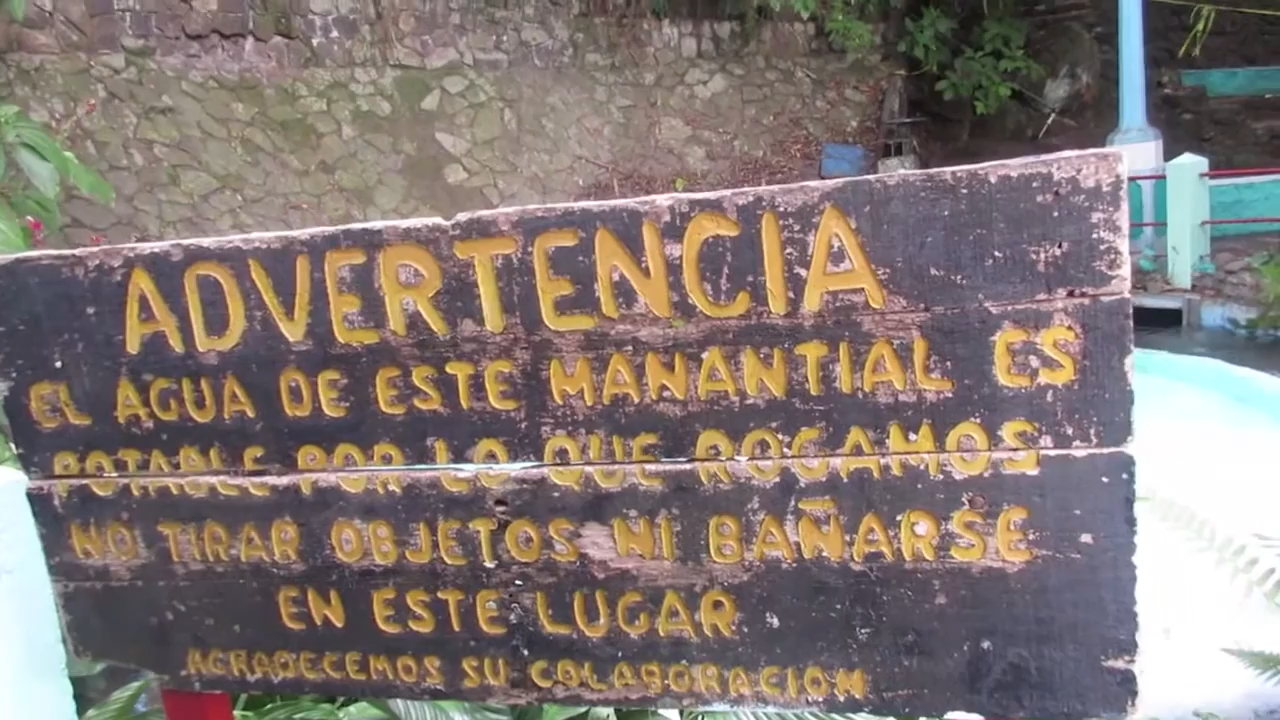 ADVERTENCIA
EL AGUA DE ESTE MANANTIAL ES
POTABLE POR LO QUE ROGAMOS
NO TIRAR OBJETOS NI BAÑARSE
EN ESTE LUGAR
AGRADECEMOS SU COLABORACION